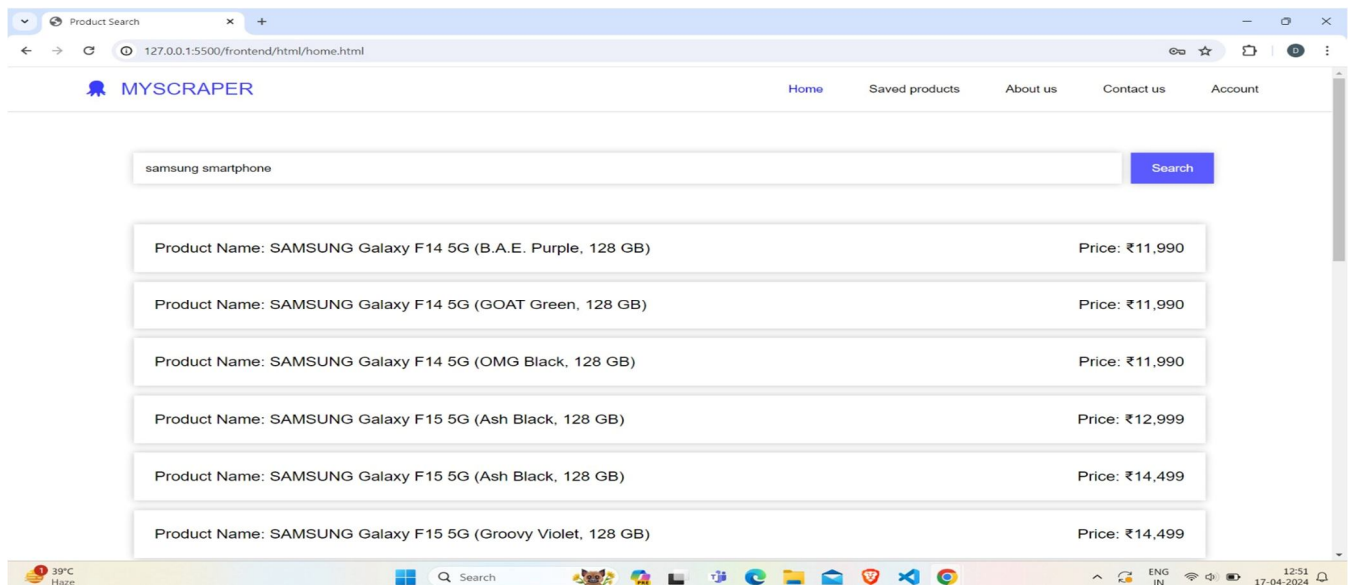 Product Search
127.0.0.1:5500/frontend/html/home.html
D
MYSCRAPER
Home Saved products About us Contact us Account
samsung smartphone Search
Product Name: SAMSUNG Galaxy F14 5G (B.A.E. Purple, 128 GB) Price: ₹11,990
Product Name: SAMSUNG Galaxy F14 5G (GOAT Green, 128 GB) Price: ₹11,990
Product Name: SAMSUNG Galaxy F14 5G (OMG Black, 128 GB) Price: ₹11,990
Product Name: SAMSUNG Galaxy F15 5G (Ash Black, 128 GB) Price: ₹12,999
Product Name: SAMSUNG Galaxy F15 5G (Ash Black, 128 GB) Price: ₹14,499
Product Name: SAMSUNG Galaxy F15 5G (Groovy Violet, 128 GB) Price: ₹14,499
1 39°C
Haze
Search
ENG
IN
12:51
17-04-2024